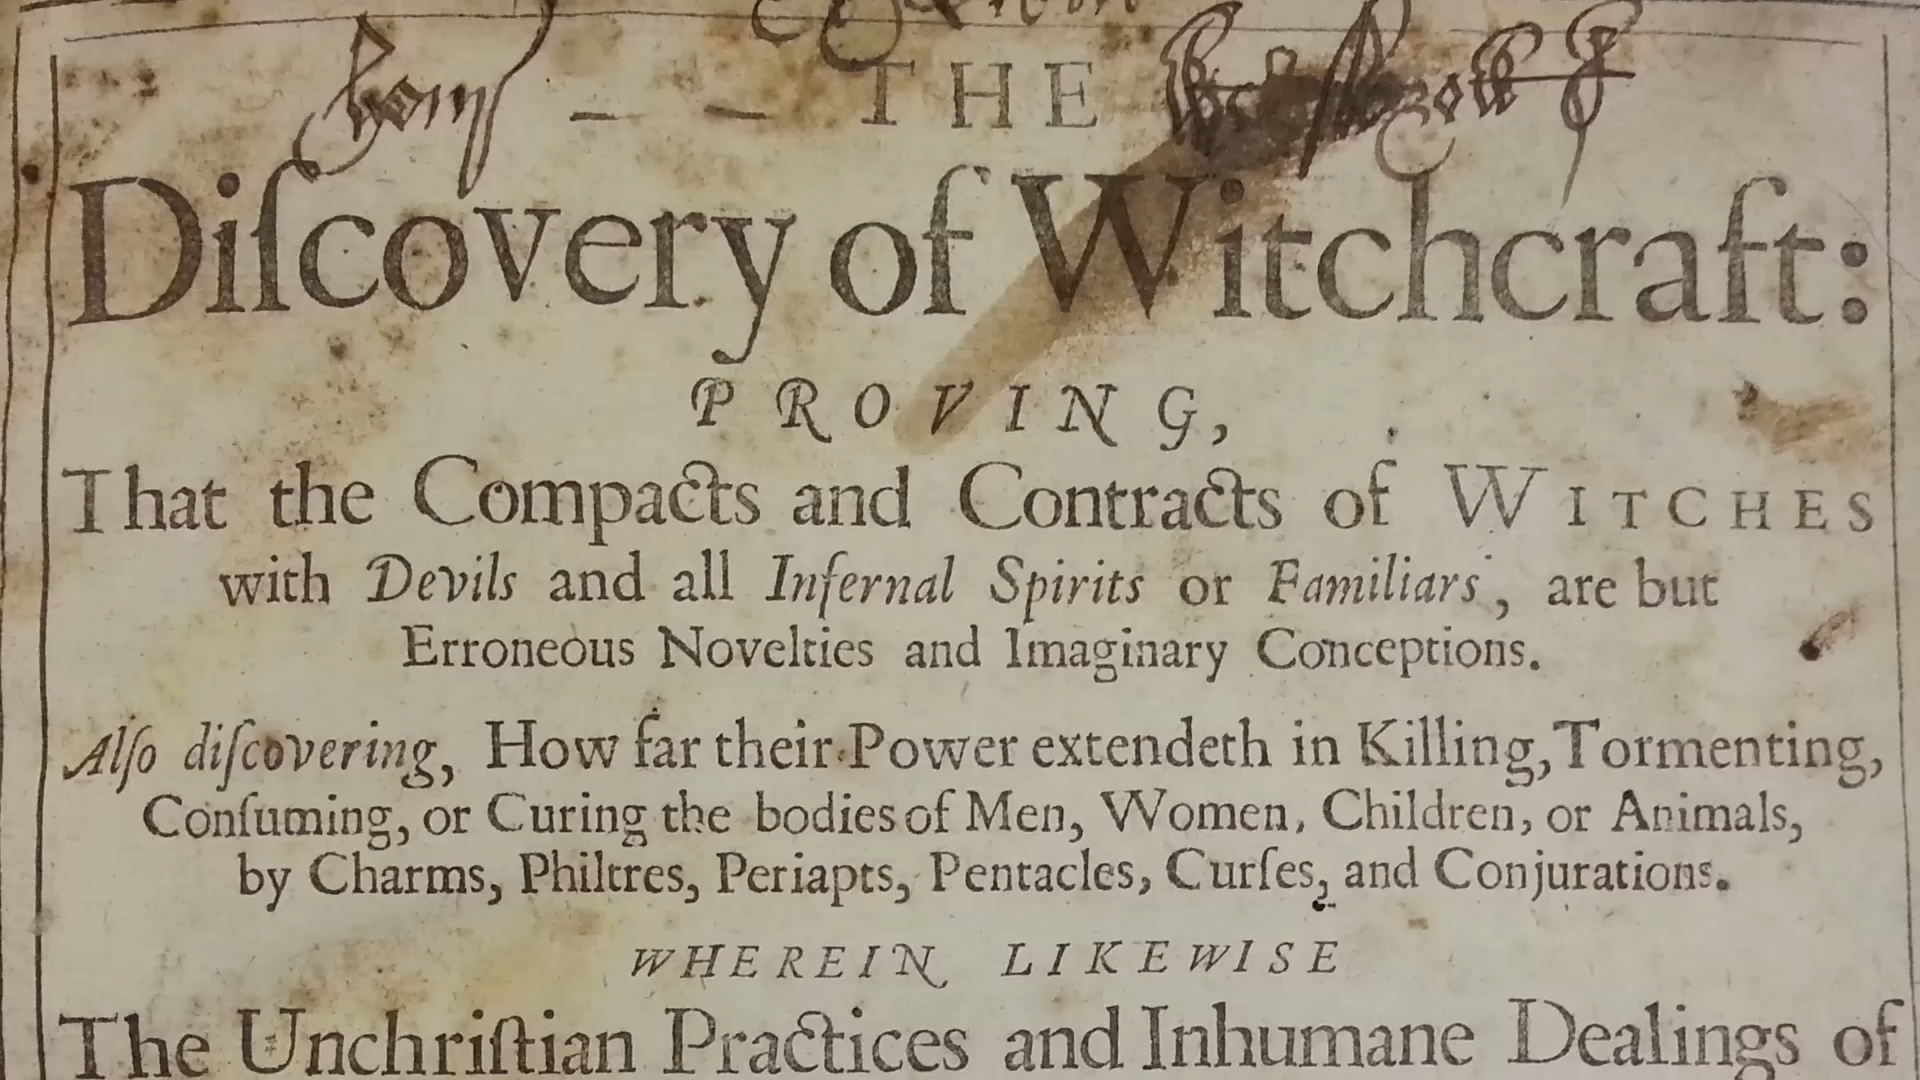 THE
Diſcovery of Witchcraft:
PROVING,
That the Compacts and Contracts of WITCHES
with Devils and all Infernal Spirits or Familiars, are but
Erroneous Novelties and Imaginary Conceptions.
Alſo diſcovering, How far their Power extendeth in Killing, Tormenting,
Conſuming, or Curing the bodies of Men, Women, Children, or Animals,
by Charms, Philtres, Periapts, Pentacles, Curſes, and Conjurations.
WHEREIN LIKEWISE
The Unchriſtian Practices and Inhumane Dealings of